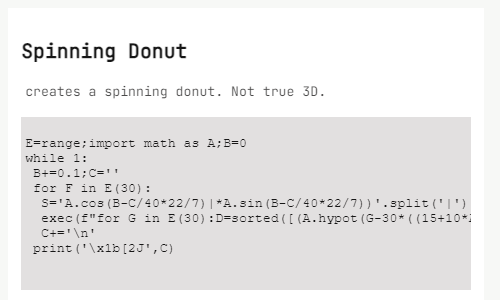 Spinning Donut
creates a spinning donut. Not true 3D.
E=range;import math as A;B=0
while 1:
B+=0.1;C=''
for F in E(30):
S='A.cos(B-C/40*22/7)|*A.sin(B-C/40*22/7))'.split('|')
exec(f"for G in E(30):D=sorted([(A.hypot(G-30*((15+10*
C+='\n'
print('\x1b[2J',C)